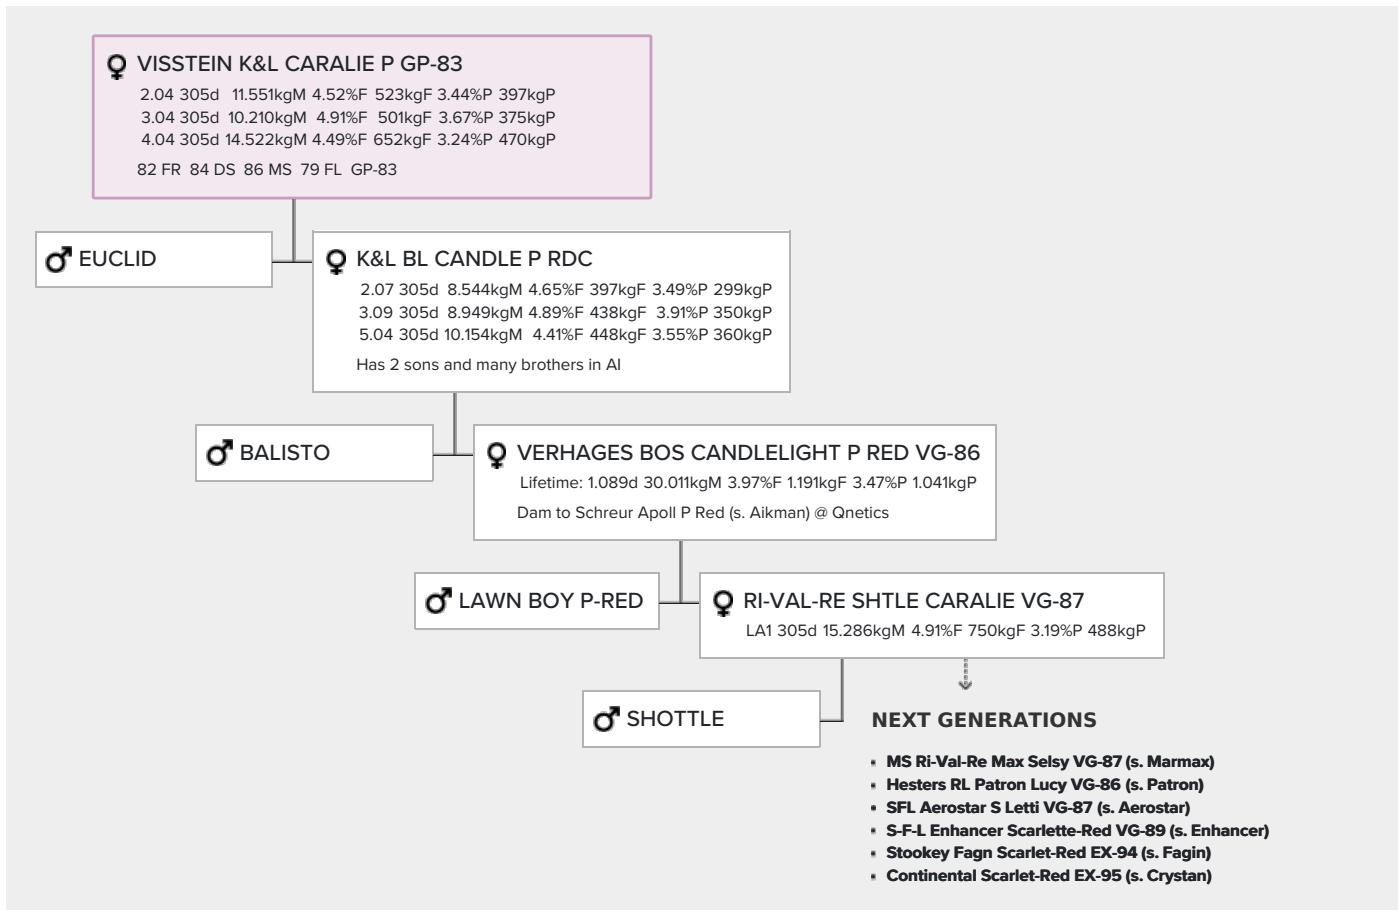 VISSTEIN K&L CARALIE P GP-83
2.04 305d 11.551kgM 4.52%F 523kgF 3.44%P 397kgP
3.04 305d 10.210kgM 4.91%F 501kgF 3.67%P 375kgP
4.04 305d 14.522kgM 4.49%F 652kgF 3.24%P 470kgP
82 FR 84 DS 86 MS 79 FL GP-83
EUCLID
K&L BL CANDLE P RDC
2.07 305d 8.544kgM 4.65%F 397kgF 3.49%P 299kgP
3.09 305d 8.949kgM 4.89%F 438kgF 3.91%P 350kgP
5.04 305d 10.154kgM 4.41%F 448kgF 3.55%P 360kgP
Has 2 sons and many brothers in AI
BALISTO
VERHAGES BOS CANDLELIGHT P RED VG-86
Lifetime: 1.089d 30.011kgM 3.97%F 1.191kgF 3.47%P 1.041kgP
Dam to Schreur Apoll P Red (s. Aikman) @ Qnetics
LAWN BOY P-RED
RI-VAL-RE SHTLE CARALIE VG-87
LA1 305d 15.286kgM 4.91%F 750kgF 3.19%P 488kgP
SHOTTLE
NEXT GENERATIONS
▪ MS Ri-Val-Re Max Selsy VG-87 (s. Marmax)
▪ Hesters RL Patron Lucy VG-86 (s. Patron)
▪ SFL Aerostar S Letti VG-87 (s. Aerostar)
▪ S-F-L Enhancer Scarlette-Red VG-89 (s. Enhancer)
▪ Stookey Fagn Scarlet-Red EX-94 (s. Fagin)
▪ Continental Scarlet-Red EX-95 (s. Crystan)